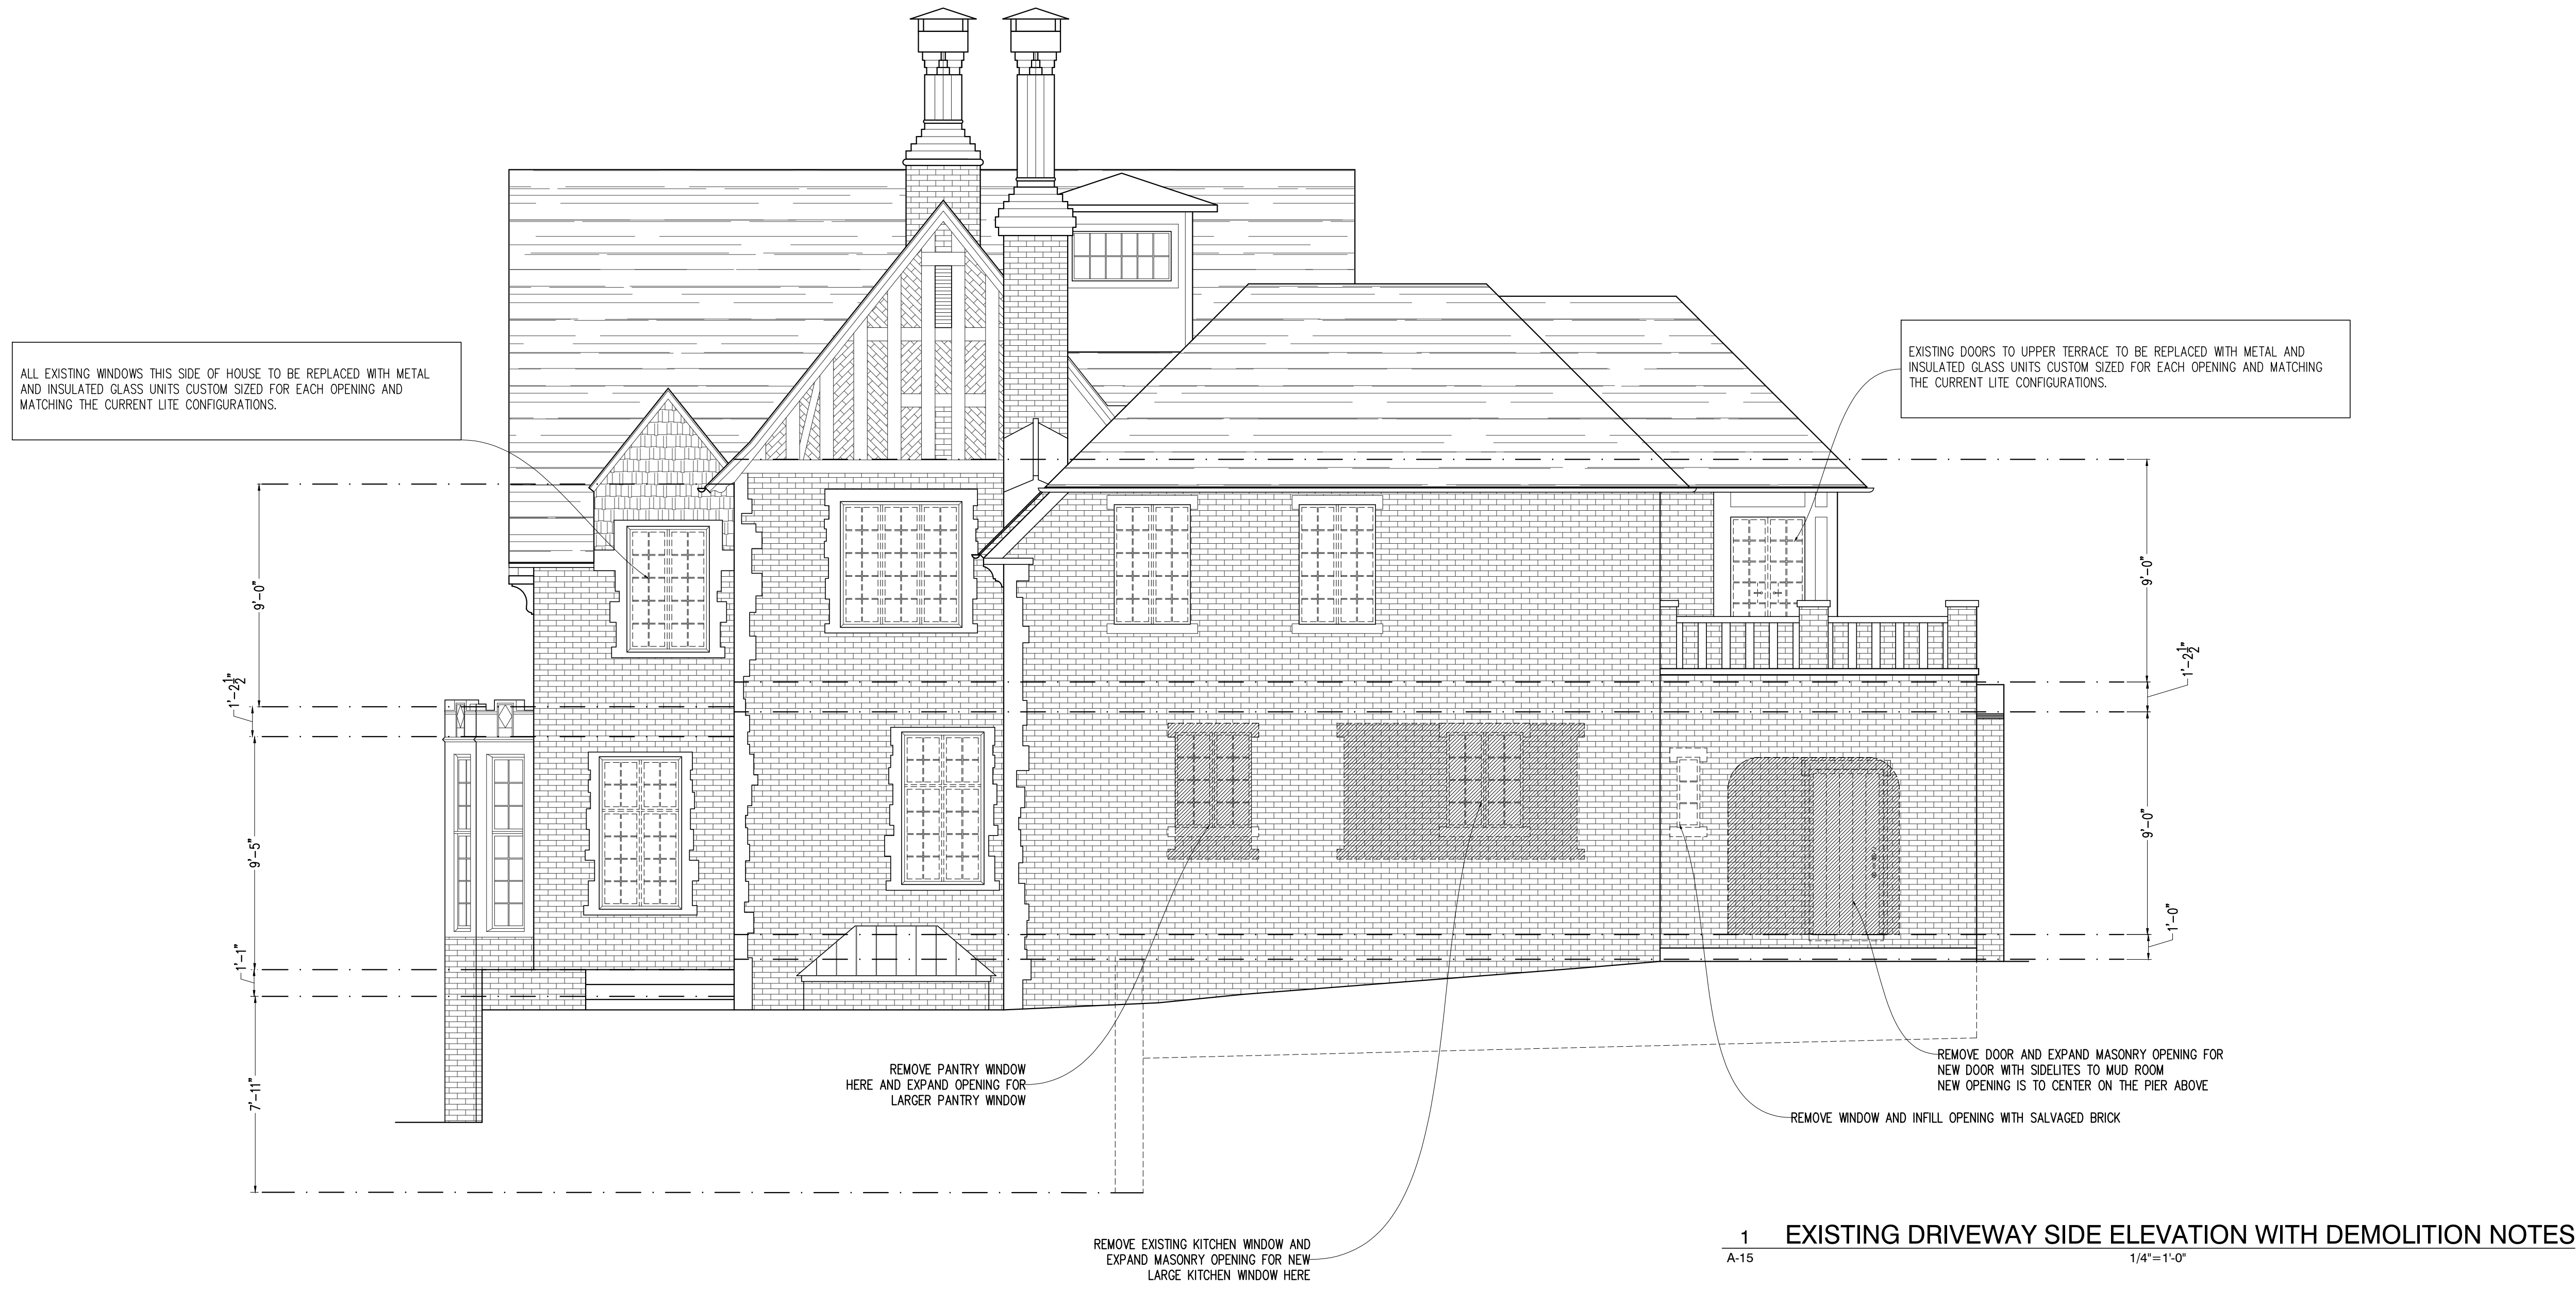 ALL EXISTING WINDOWS THIS SIDE OF HOUSE TO BE REPLACED WITH METAL
AND INSULATED GLASS UNITS CUSTOM SIZED FOR EACH OPENING AND
MATCHING THE CURRENT LITE CONFIGURATIONS.
EXISTING DOORS TO UPPER TERRACE TO BE REPLACED WITH METAL AND
INSULATED GLASS UNITS CUSTOM SIZED FOR EACH OPENING AND MATCHING
THE CURRENT LITE CONFIGURATIONS.
9'-0"
1'-2½"
9'-5"
1'-1"
7'-11"
9'-0"
1'-2½"
9'-0"
1'-0"
REMOVE PANTRY WINDOW
HERE AND EXPAND OPENING FOR
LARGER PANTRY WINDOW
REMOVE DOOR AND EXPAND MASONRY OPENING FOR
NEW DOOR WITH SIDELITES TO MUD ROOM
NEW OPENING IS TO CENTER ON THE PIER ABOVE
REMOVE WINDOW AND INFILL OPENING WITH SALVAGED BRICK
REMOVE EXISTING KITCHEN WINDOW AND
EXPAND MASONRY OPENING FOR NEW
LARGE KITCHEN WINDOW HERE
1 EXISTING DRIVEWAY SIDE ELEVATION WITH DEMOLITION NOTES
A-15 1/4"=1'-0"